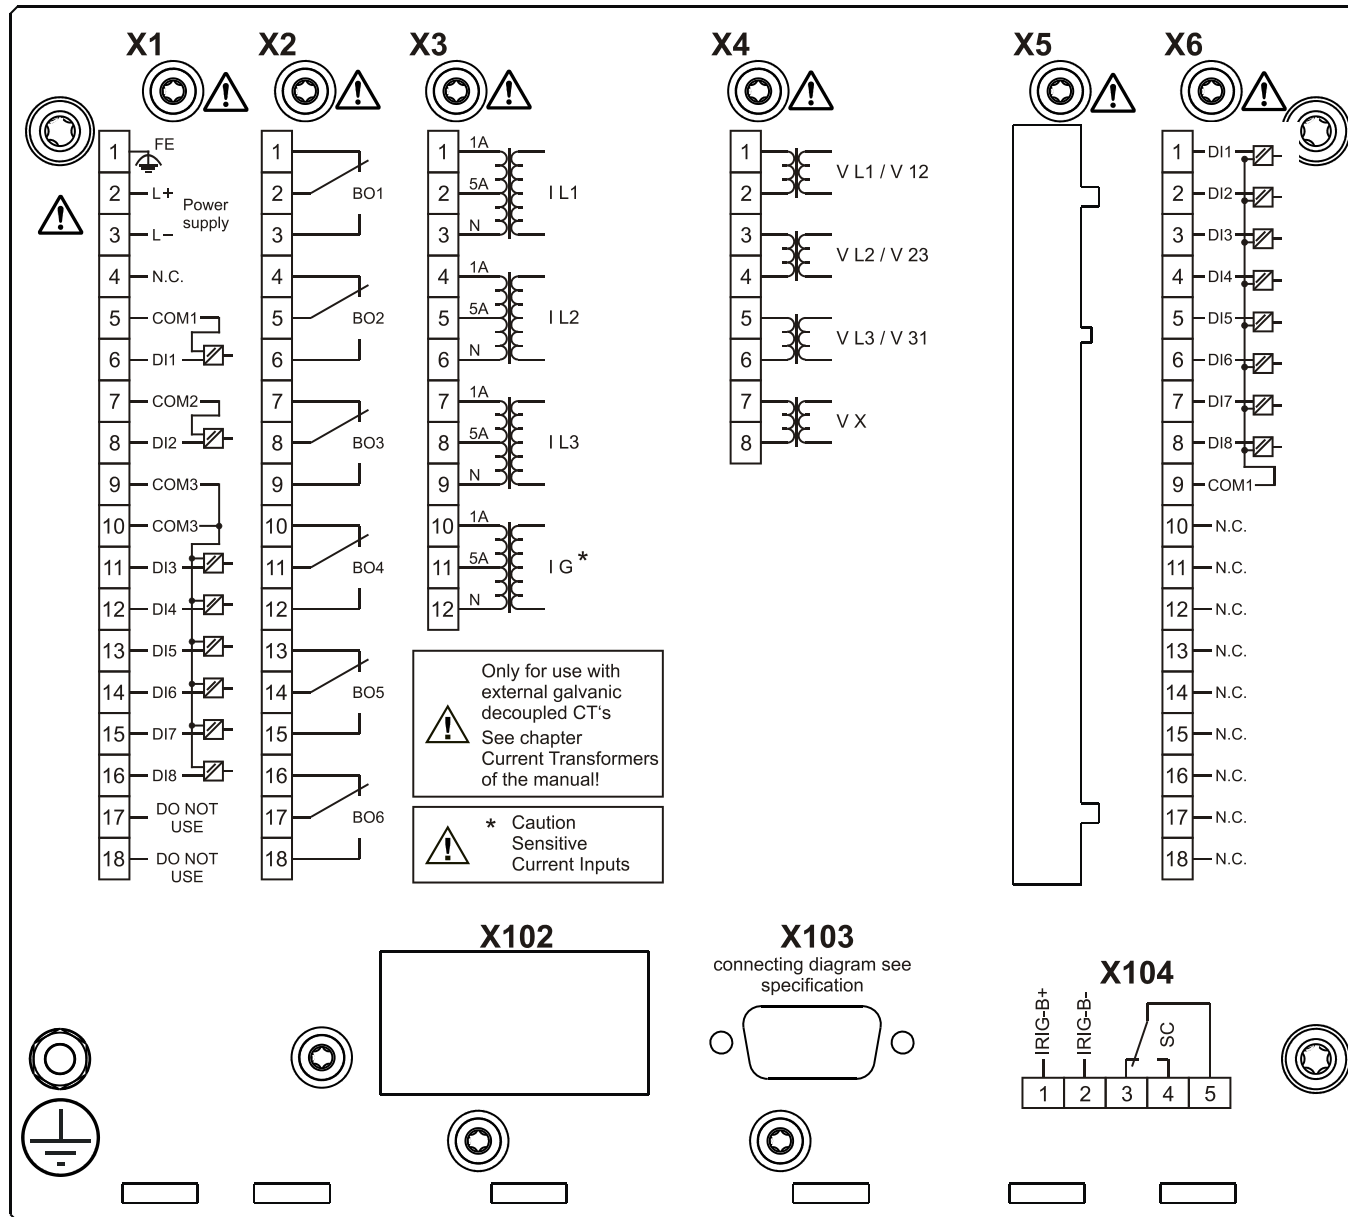 X1
1 FE
2 L+ Power
3 L− supply
4 N.C.
5 COM1
6 DI1
7 COM2
8 DI2
9 COM3
10 COM3
11 DI3
12 DI4
13 DI5
14 DI6
15 DI7
16 DI8
17 DO NOT
USE
18 DO NOT
USE
X2
1
2 BO1
3
4
5 BO2
6
7
8 BO3
9
10
11 BO4
12
13
14 BO5
15
16
17 BO6
18
X3
1 1A
2 5A I L1
3 N
4 1A
5 5A I L2
6 N
7 1A
8 5A I L3
9 N
10 1A
11 5A I G *
12 N
Only for use with
external galvanic
decoupled CT‘s
See chapter
Current Transformers
of the manual!
* Caution
Sensitive
Current Inputs
X4
1
V L1 / V 12
2
3
V L2 / V 23
4
5
V L3 / V 31
6
7
V X
8
X5
X6
1 DI1
2 DI2
3 DI3
4 DI4
5 DI5
6 DI6
7 DI7
8 DI8
9 COM1
10 N.C.
11 N.C.
12 N.C.
13 N.C.
14 N.C.
15 N.C.
16 N.C.
17 N.C.
18 N.C.
X102
X103
connecting diagram see
specification
X104
IRIG-B+
IRIG-B-
SC
1 2 3 4 5